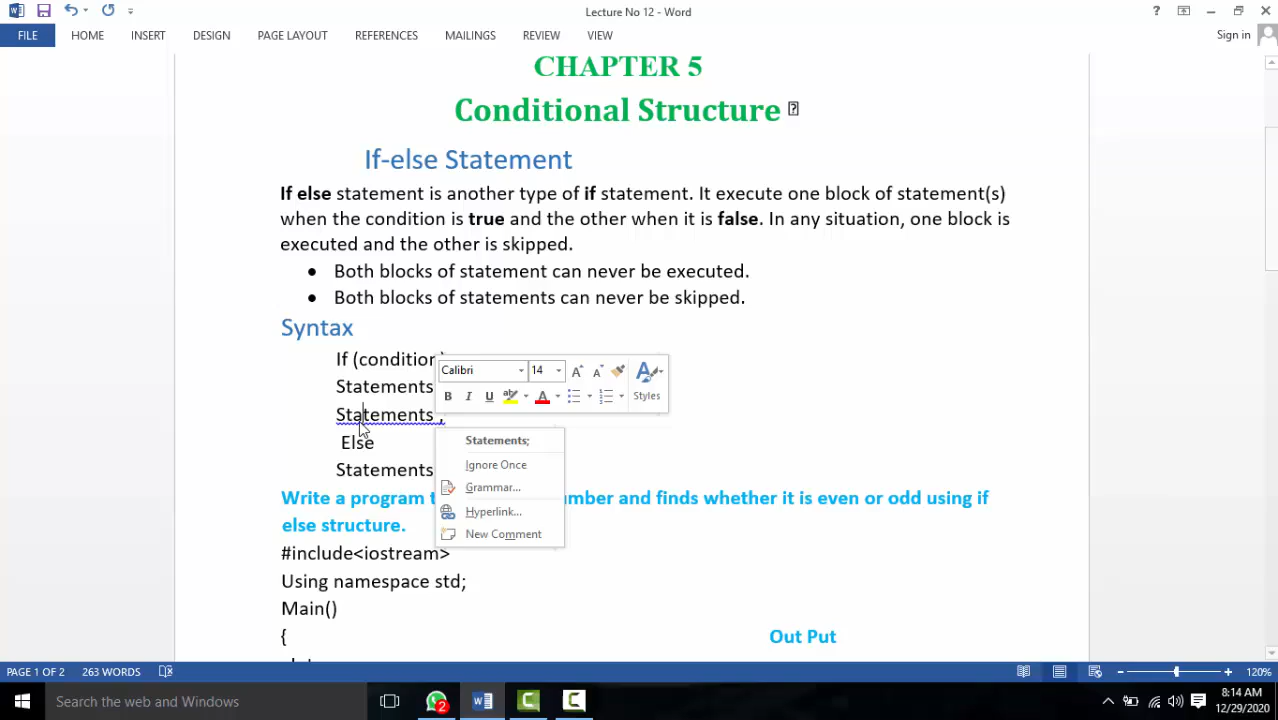 Lecture No 12 - Word
?
FILE HOME INSERT DESIGN PAGE LAYOUT REFERENCES MAILINGS REVIEW VIEW Sign in
CHAPTER 5
Conditional Structure
If-else Statement
If else statement is another type of if statement. It execute one block of statement(s)
when the condition is true and the other when it is false. In any situation, one block is
executed and the other is skipped.
• Both blocks of statement can never be executed.
• Both blocks of statements can never be skipped.
Syntax
If (condition)
Calibri 14
Statements
B I U Styles
Statements ;
Statements;
Else
Ignore Once
Statements
Grammar...
Write a program number and finds whether it is even or odd using if
Hyperlink...
else structure.
New Comment
#include<iostream>
Using namespace std;
Main()
{
Out Put
PAGE 1 OF 2 263 WORDS 120%
Search the web and Windows
2
8:14 AM
12/29/2020